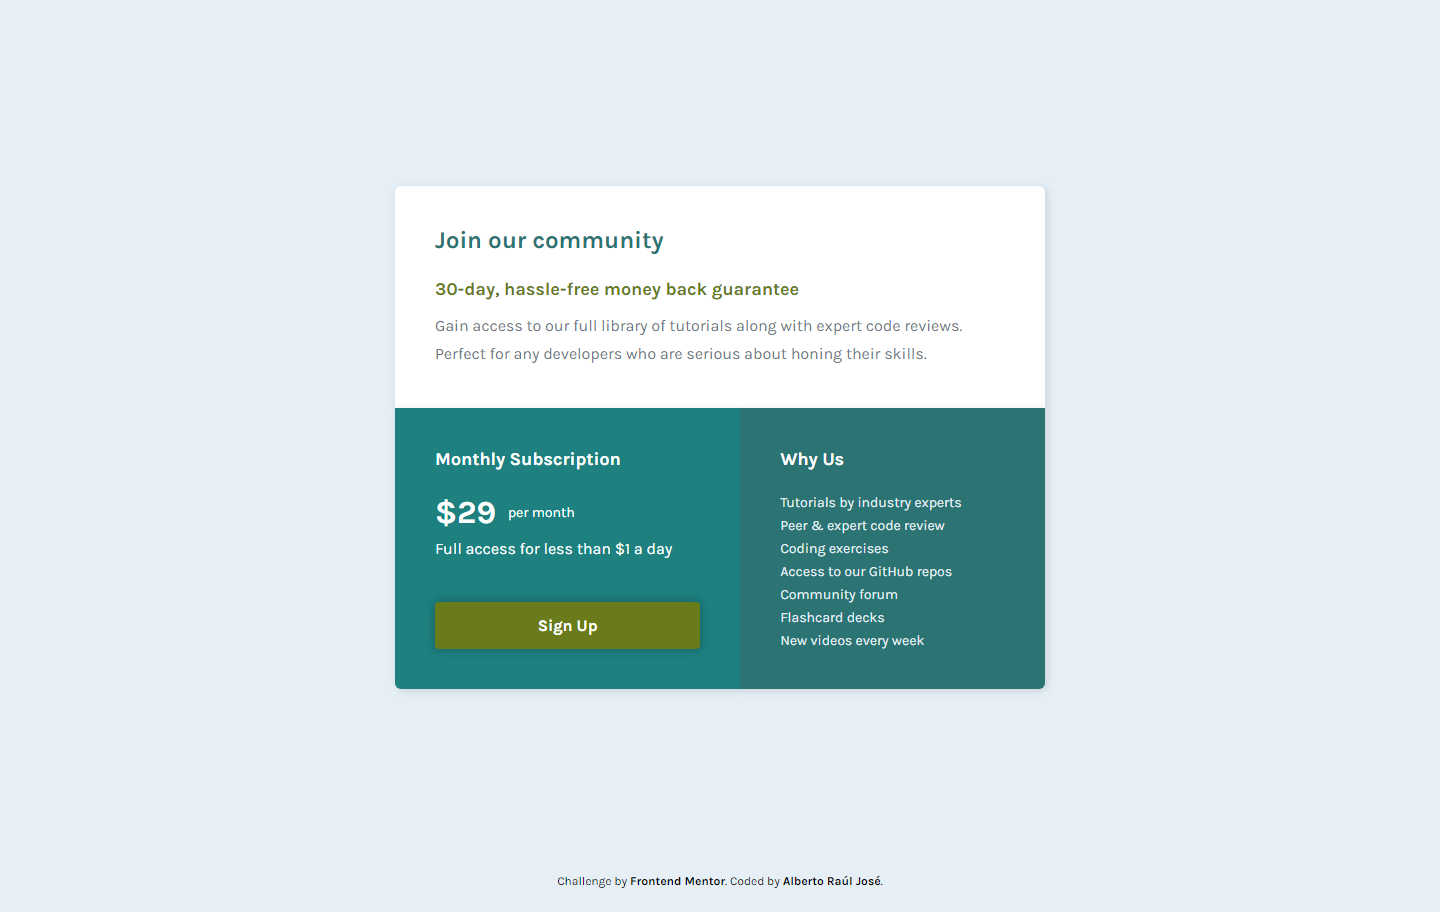 Join our community
30-day, hassle-free money back guarantee
Gain access to our full library of tutorials along with expert code reviews.
Perfect for any developers who are serious about honing their skills.
Monthly Subscription
$29 per month
Full access for less than $1 a day
Sign Up
Why Us
Tutorials by industry experts
Peer & expert code review
Coding exercises
Access to our GitHub repos
Community forum
Flashcard decks
New videos every week
Challenge by Frontend Mentor. Coded by Alberto Raúl José.